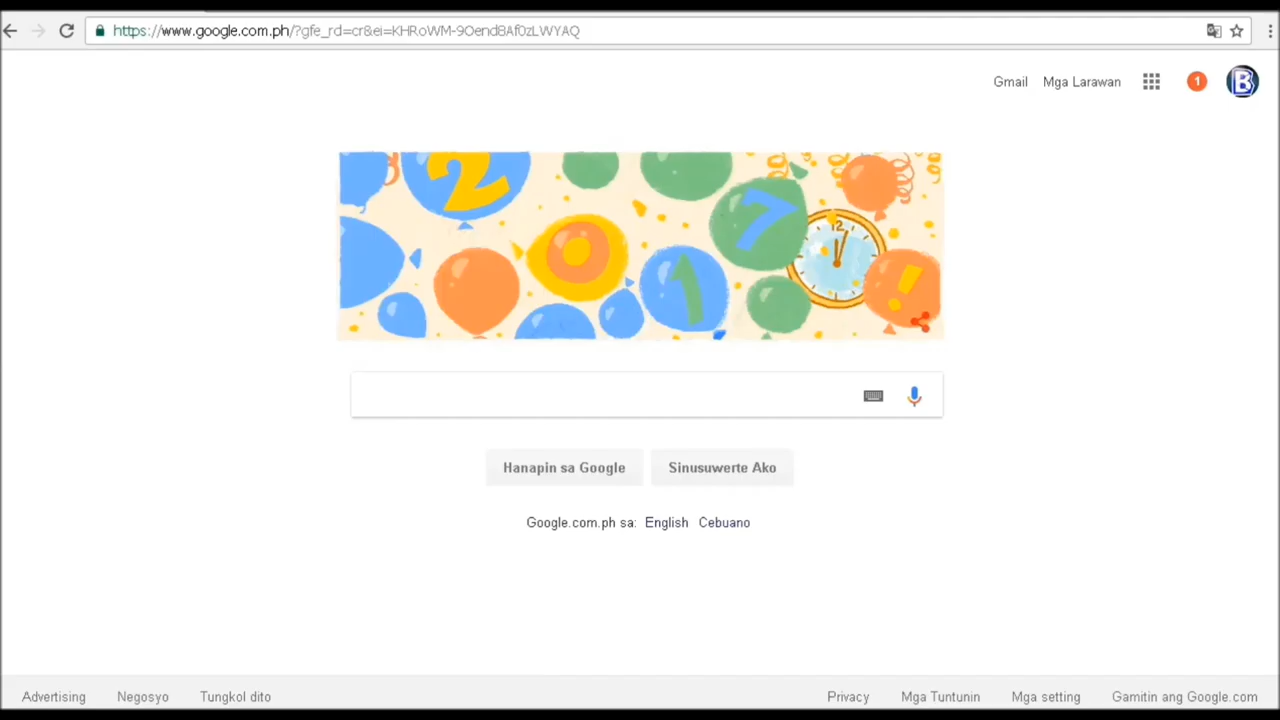 https://www.google.com.ph/?gfe_rd=cr&ei=KHRoWM-9Oend8Af0zLWYAQ
Gmail Mga Larawan 1 B
2 0 1 7 ! 12
Hanapin sa Google Sinusuwerte Ako
Google.com.ph sa: English Cebuano
Advertising Negosyo Tungkol dito Privacy Mga Tuntunin Mga setting Gamitin ang Google.com